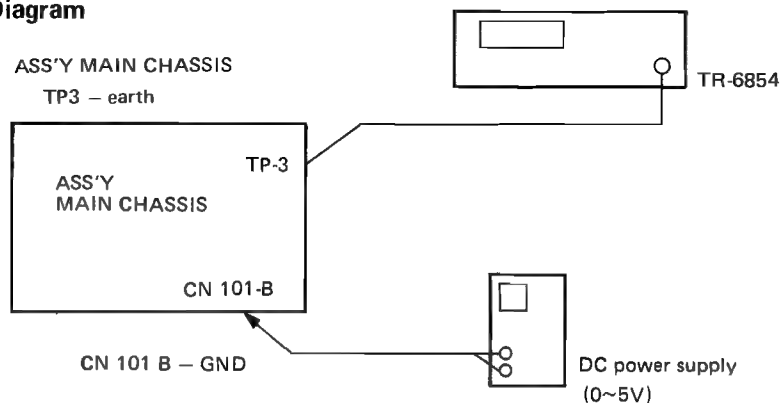 Diagram
ASS'Y MAIN CHASSIS
TP3 – earth
TR-6854
TP-3
ASS'Y
MAIN CHASSIS
CN 101-B
CN 101 B – GND
DC power supply
(0~5V)